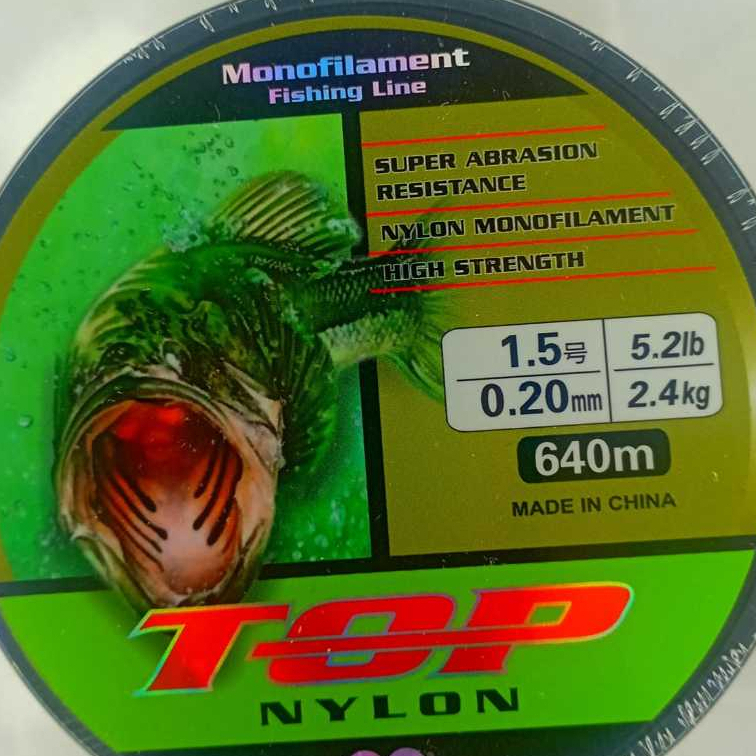 Monofilament
Fishing Line
SUPER ABRASION
RESISTANCE
NYLON MONOFILAMENT
HIGH STRENGTH
1.5号 5.2lb
0.20mm 2.4kg
640m
MADE IN CHINA
TOP
NYLON